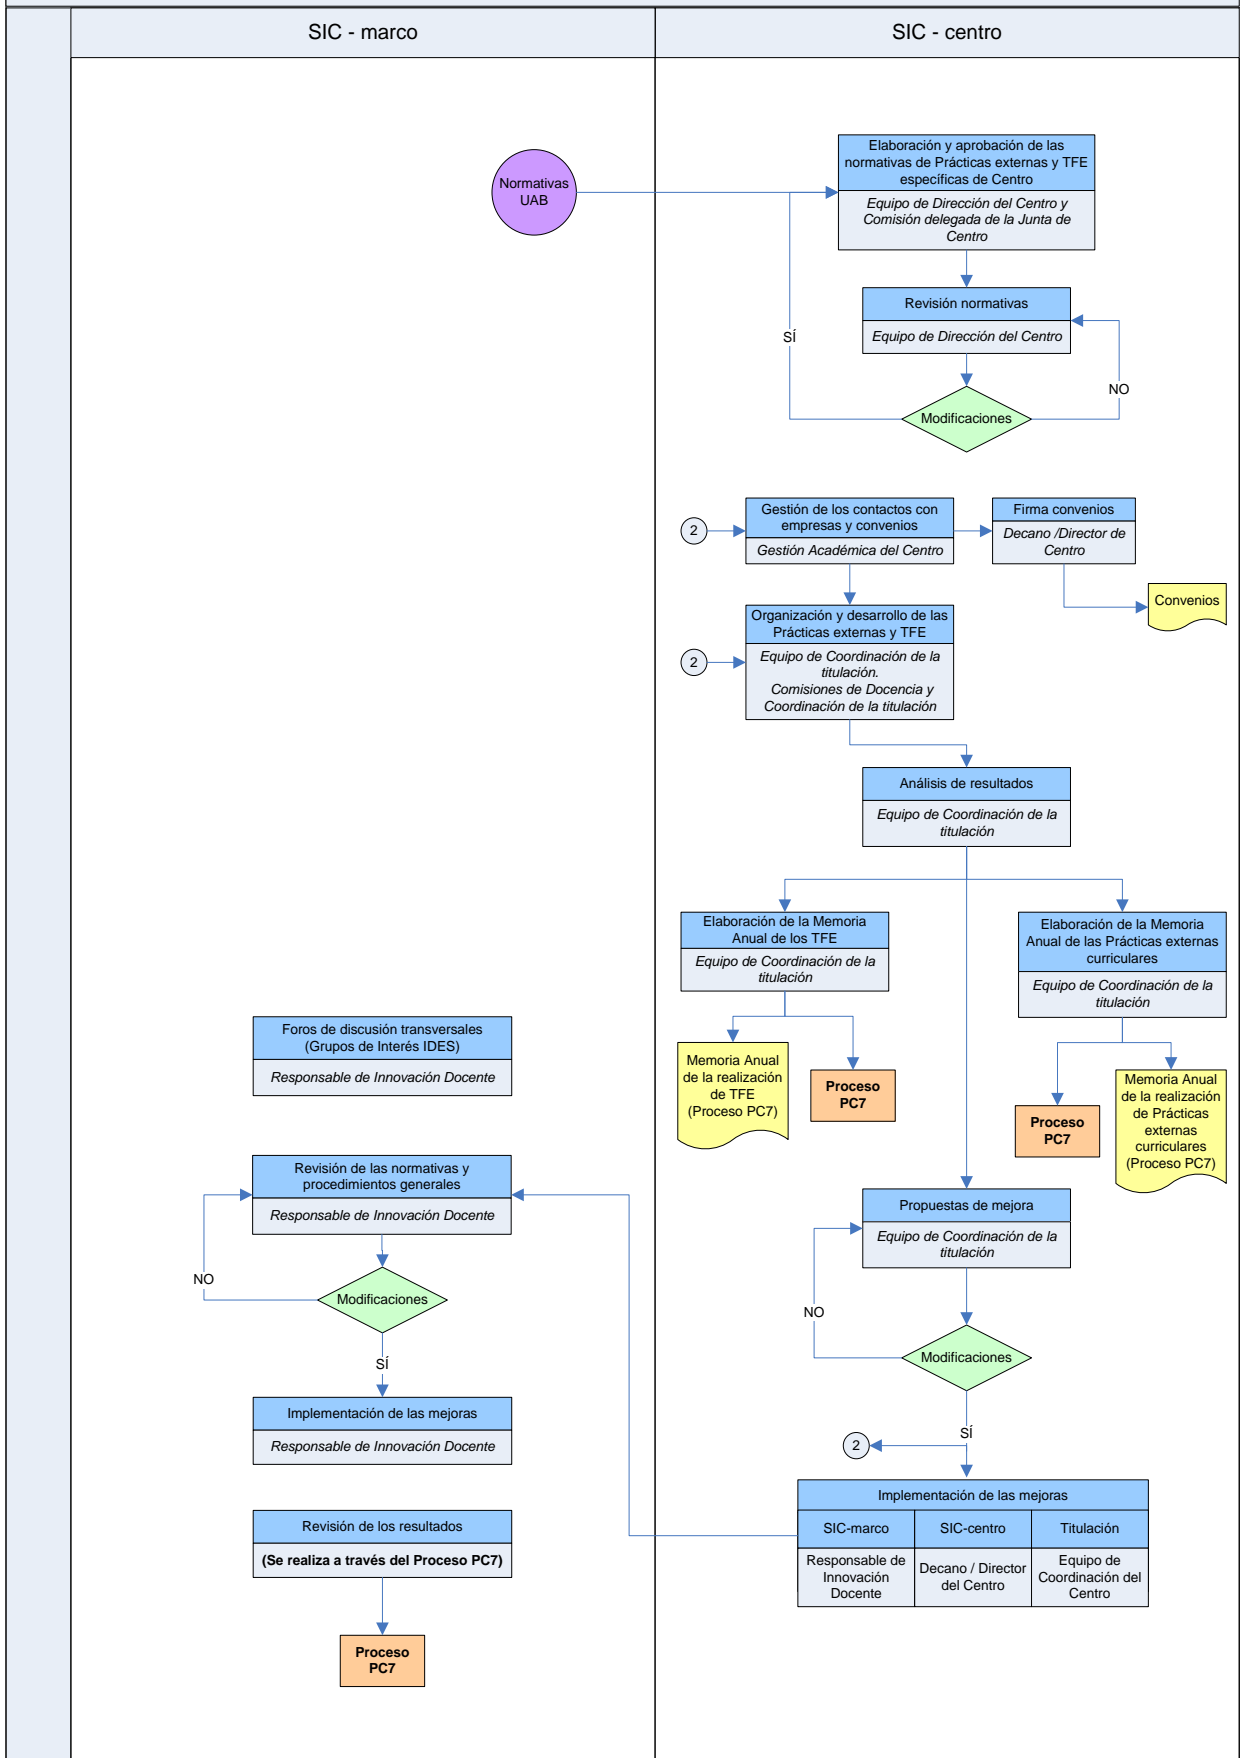 SIC - marco
SIC - centro
Normativas
UAB
Elaboración y aprobación de las
normativas de Prácticas externas y TFE
específicas de Centro
Equipo de Dirección del Centro y
Comisión delegada de la Junta de
Centro
Revisión normativas
Equipo de Dirección del Centro
SÍ
NO
Modificaciones
2
Gestión de los contactos con
empresas y convenios
Gestión Académica del Centro
Firma convenios
Decano /Director de
Centro
Convenios
2
Organización y desarrollo de las
Prácticas externas y TFE
Equipo de Coordinación de la
titulación.
Comisiones de Docencia y
Coordinación de la titulación
Análisis de resultados
Equipo de Coordinación de la
titulación
Elaboración de la Memoria
Anual de los TFE
Equipo de Coordinación de la
titulación
Elaboración de la Memoria
Anual de las Prácticas externas
curriculares
Equipo de Coordinación de la
titulación
Memoria Anual
de la realización
de TFE
(Proceso PC7)
Proceso
PC7
Proceso
PC7
Memoria Anual
de la realización
de Prácticas
externas
curriculares
(Proceso PC7)
Foros de discusión transversales
(Grupos de Interés IDES)
Responsable de Innovación Docente
Revisión de las normativas y
procedimientos generales
Responsable de Innovación Docente
NO
Modificaciones
SÍ
Implementación de las mejoras
Responsable de Innovación Docente
Revisión de los resultados
(Se realiza a través del Proceso PC7)
Proceso
PC7
Propuestas de mejora
Equipo de Coordinación de la
titulación
NO
Modificaciones
SÍ
2
Implementación de las mejoras
SIC-marco
SIC-centro
Titulación
Responsable de
Innovación
Docente
Decano / Director
del Centro
Equipo de
Coordinación del
Centro